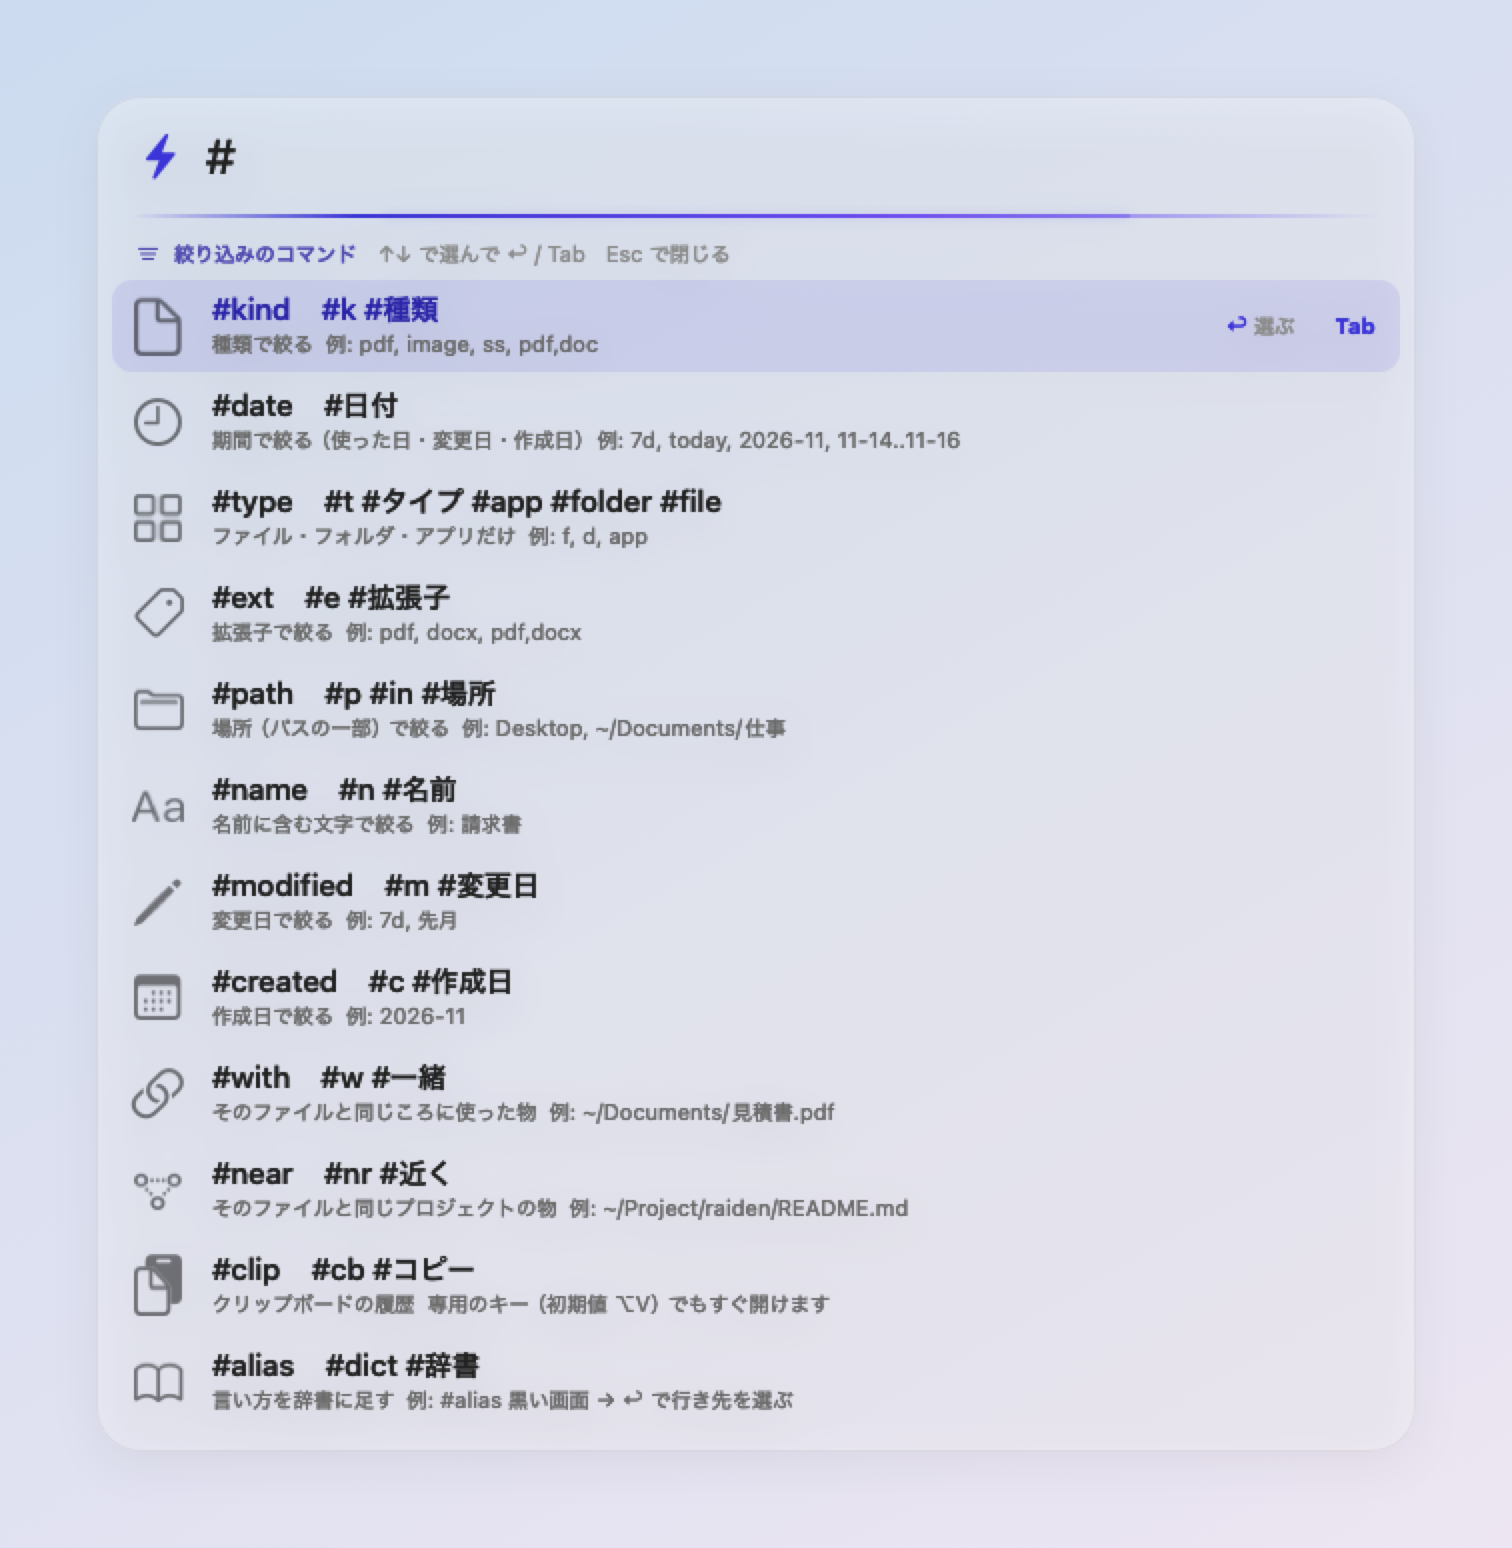 #
絞り込みのコマンド ↑↓ で選んで ↩ / Tab Esc で閉じる
#kind #k #種類
種類で絞る 例: pdf, image, ss, pdf,doc
↩ 選ぶ Tab
#date #日付
期間で絞る（使った日・変更日・作成日） 例: 7d, today, 2026-11, 11-14..11-16
#type #t #タイプ #app #folder #file
ファイル・フォルダ・アプリだけ 例: f, d, app
#ext #e #拡張子
拡張子で絞る 例: pdf, docx, pdf,docx
#path #p #in #場所
場所（パスの一部）で絞る 例: Desktop, ~/Documents/仕事
#name #n #名前
名前に含む文字で絞る 例: 請求書
#modified #m #変更日
変更日で絞る 例: 7d, 先月
#created #c #作成日
作成日で絞る 例: 2026-11
#with #w #一緒
そのファイルと同じころに使った物 例: ~/Documents/見積書.pdf
#near #nr #近く
そのファイルと同じプロジェクトの物 例: ~/Project/raiden/README.md
#clip #cb #コピー
クリップボードの履歴 専用のキー（初期値 ⌥V）でもすぐ開けます
#alias #dict #辞書
言い方を辞書に足す 例: #alias 黒い画面 → ↩ で行き先を選ぶ
Aa